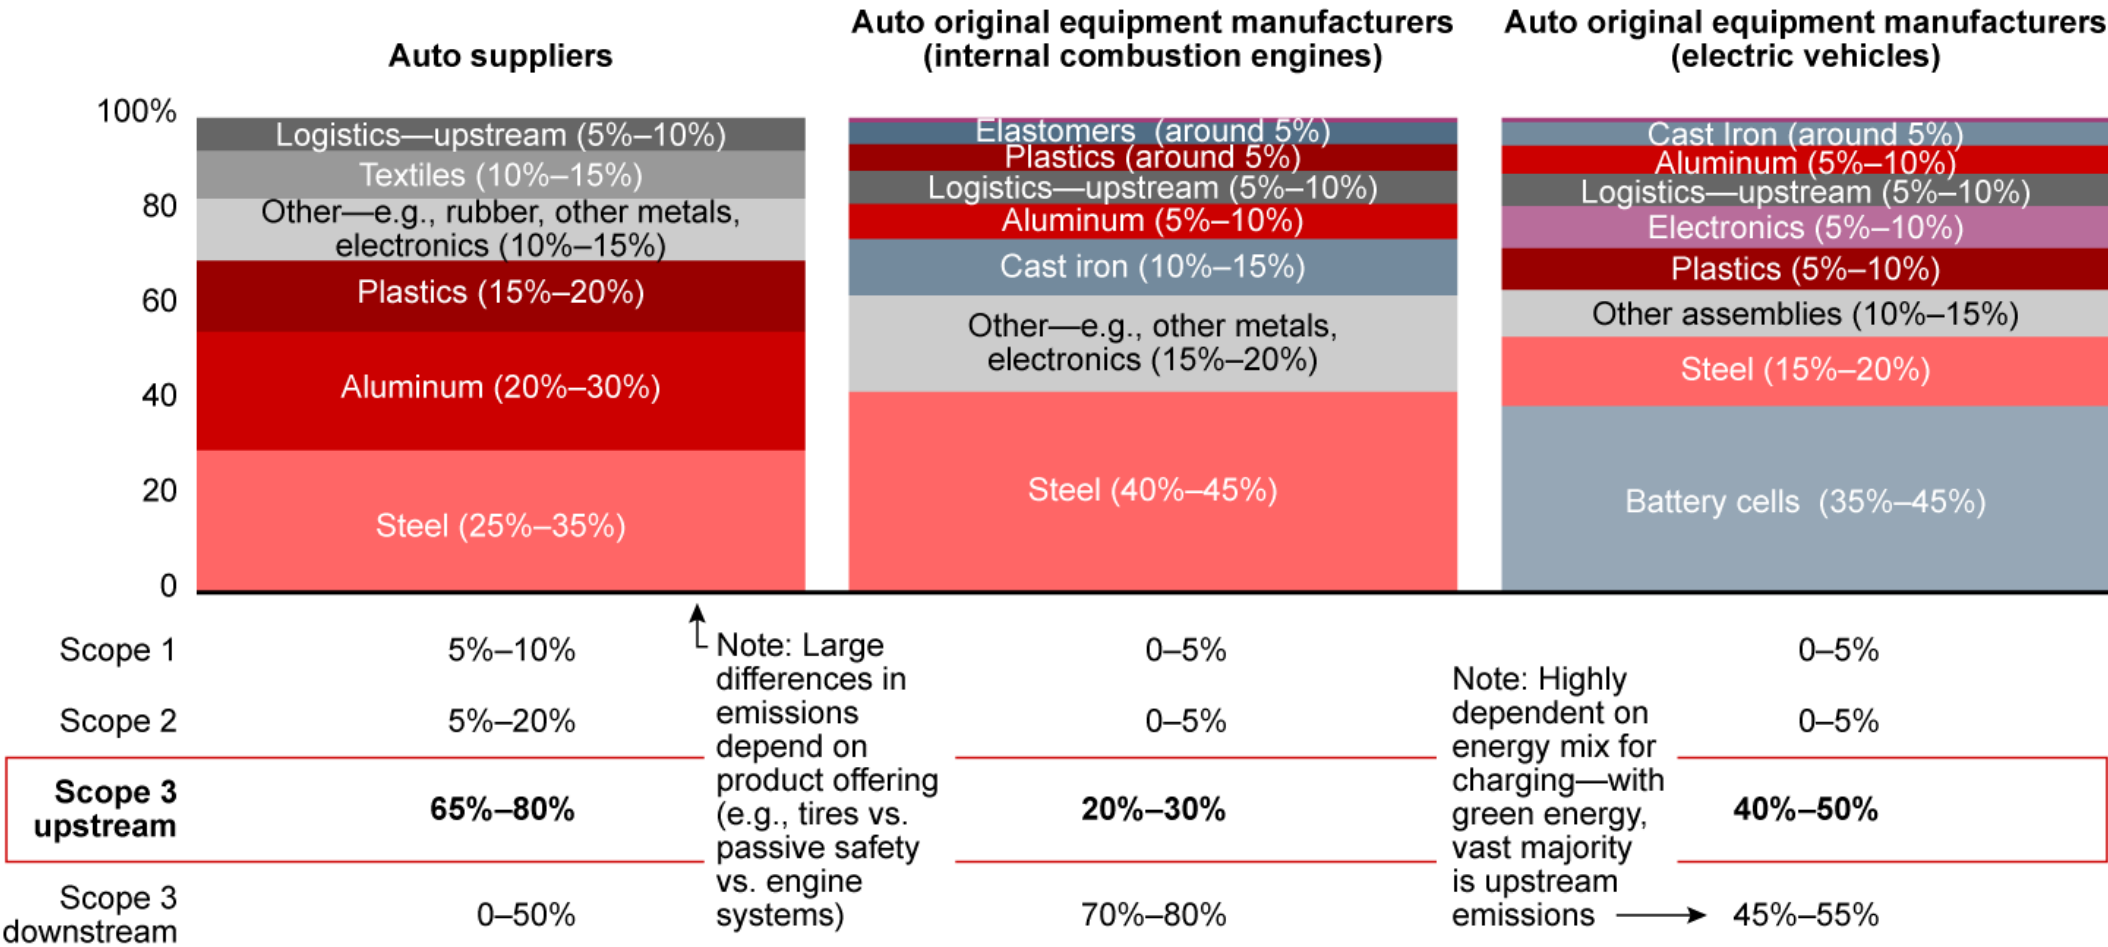 Auto suppliers
Auto original equipment manufacturers
(internal combustion engines)
Auto original equipment manufacturers
(electric vehicles)
100%
80
60
40
20
0
Logistics—upstream (5%–10%)
Textiles (10%–15%)
Other—e.g., rubber, other metals,
electronics (10%–15%)
Plastics (15%–20%)
Aluminum (20%–30%)
Steel (25%–35%)
Elastomers  (around 5%)
Plastics (around 5%)
Logistics—upstream (5%–10%)
Aluminum (5%–10%)
Cast iron (10%–15%)
Other—e.g., other metals,
electronics (15%–20%)
Steel (40%–45%)
Cast Iron (around 5%)
Aluminum (5%–10%)
Logistics—upstream (5%–10%)
Electronics (5%–10%)
Plastics (5%–10%)
Other assemblies (10%–15%)
Steel (15%–20%)
Battery cells  (35%–45%)
Scope 1
5%–10%
0–5%
0–5%
Scope 2
5%–20%
0–5%
0–5%
Scope 3
upstream
65%–80%
20%–30%
40%–50%
Scope 3
downstream
0–50%
70%–80%
45%–55%
Note: Large
differences in
emissions
depend on
product offering
(e.g., tires vs.
passive safety
vs. engine
systems)
Note: Highly
dependent on
energy mix for
charging—with
green energy,
vast majority
is upstream
emissions